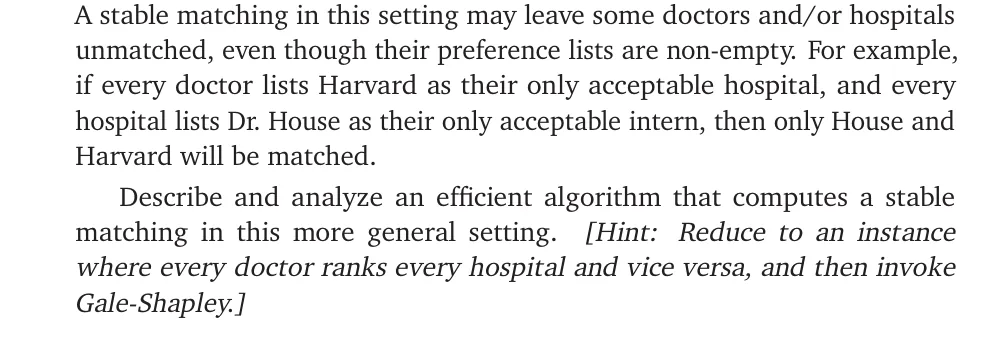 A stable matching in this setting may leave some doctors and/or hospitals
unmatched, even though their preference lists are non-empty. For example,
if every doctor lists Harvard as their only acceptable hospital, and every
hospital lists Dr. House as their only acceptable intern, then only House and
Harvard will be matched.
Describe and analyze an efficient algorithm that computes a stable
matching in this more general setting. [Hint: Reduce to an instance
where every doctor ranks every hospital and vice versa, and then invoke
Gale-Shapley.]